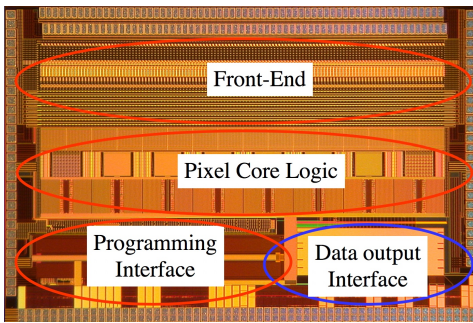 Front-End
Pixel Core Logic
Programming
Interface
Data output
Interface